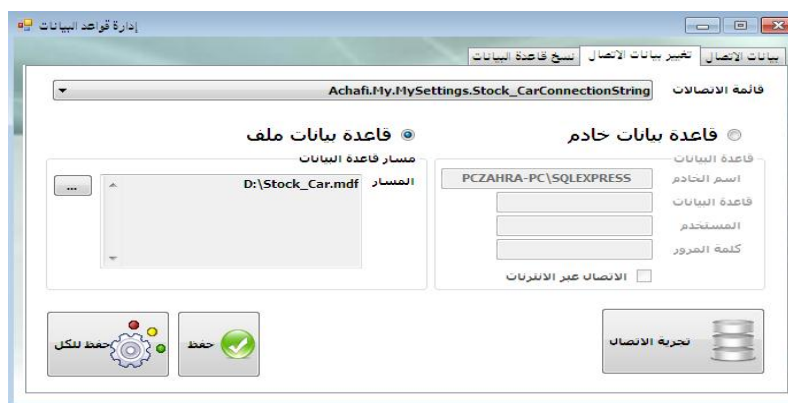 إدارة قواعد البيانات
بيانات الاتصال
تغيير بيانات الاتصال
نسخ قاعدة البيانات
قائمة الاتصالات
Achafi.My.MySettings.Stock_CarConnectionString
قاعدة بيانات خادم
قاعدة بيانات ملف
قاعدة البيانات
اسم الخادم
PCZAHRA-PC\SQLEXPRESS
قاعدة البيانات
المستخدم
كلمة المرور
الاتصال عبر الانترنات
مسار قاعدة البيانات
المسار
D:\Stock_Car.mdf
...
تجربة الاتصال
حفظ
حفظ للكل